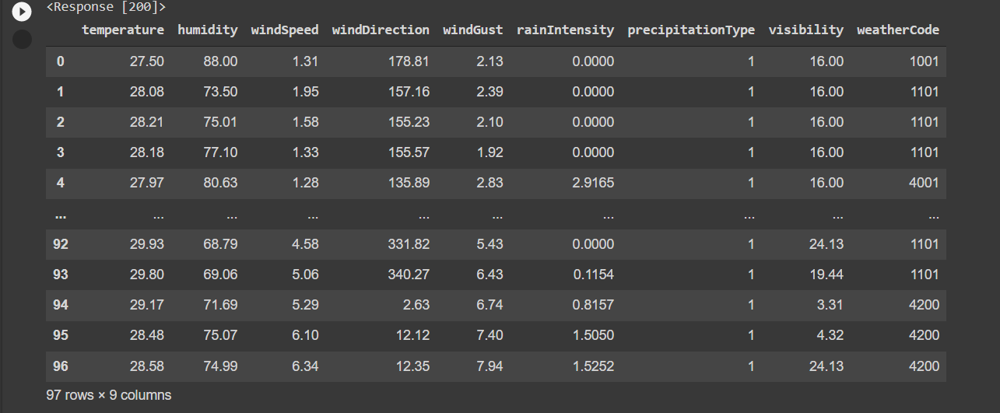 <Response [200]>
temperature humidity windSpeed windDirection windGust rainIntensity precipitationType visibility weatherCode
0 27.50 88.00 1.31 178.81 2.13 0.0000 1 16.00 1001
1 28.08 73.50 1.95 157.16 2.39 0.0000 1 16.00 1101
2 28.21 75.01 1.58 155.23 2.10 0.0000 1 16.00 1101
3 28.18 77.10 1.33 155.57 1.92 0.0000 1 16.00 1101
4 27.97 80.63 1.28 135.89 2.83 2.9165 1 16.00 4001
... ... ... ... ... ... ... ... ... ...
92 29.93 68.79 4.58 331.82 5.43 0.0000 1 24.13 1101
93 29.80 69.06 5.06 340.27 6.43 0.1154 1 19.44 1101
94 29.17 71.69 5.29 2.63 6.74 0.8157 1 3.31 4200
95 28.48 75.07 6.10 12.12 7.40 1.5050 1 4.32 4200
96 28.58 74.99 6.34 12.35 7.94 1.5252 1 24.13 4200
97 rows × 9 columns